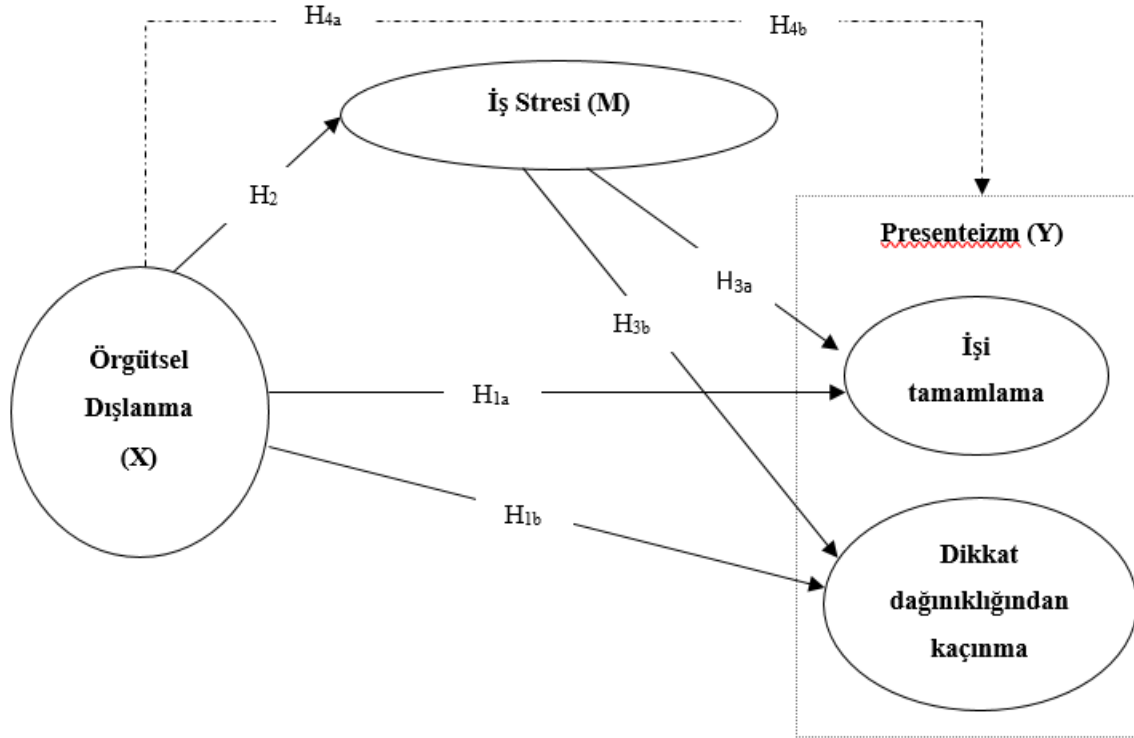 H4a
H4b
İş Stresi (M)
H2
Presenteizm (Y)
H3a
H3b
Örgütsel
Dışlanma
(X)
İşi
tamamlama
H1a
H1b
Dikkat
dağınıklığından
kaçınma